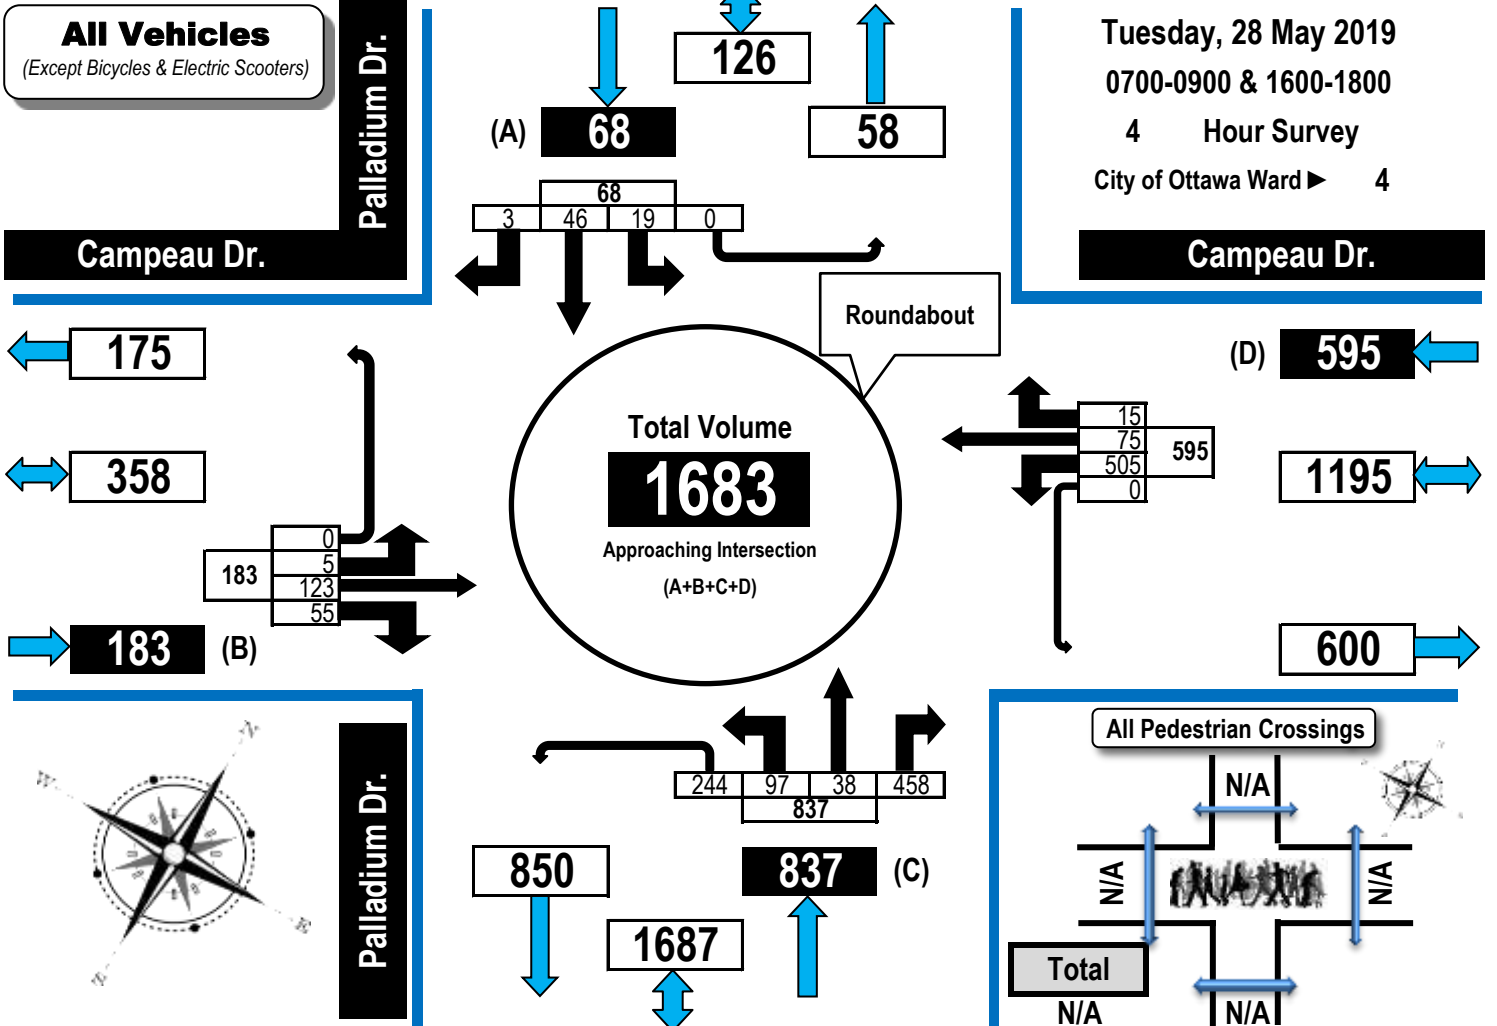 All Vehicles
(Except Bicycles & Electric Scooters)
Palladium Dr.
Campeau Dr.
126
(A) 68
58
68
3 46 19 0
Tuesday, 28 May 2019
0700-0900 & 1600-1800
4 Hour Survey
City of Ottawa Ward ► 4
Campeau Dr.
Roundabout
175
358
0
5
123
55
183
183 (B)
Total Volume
1683
Approaching Intersection
(A+B+C+D)
(D) 595
15
75
505
0
595
1195
600
244 97 38 458
837
850
837 (C)
1687
Palladium Dr.
N
W
E
S
All Pedestrian Crossings
N/A
N/A
N/A
N/A
Total
N/A